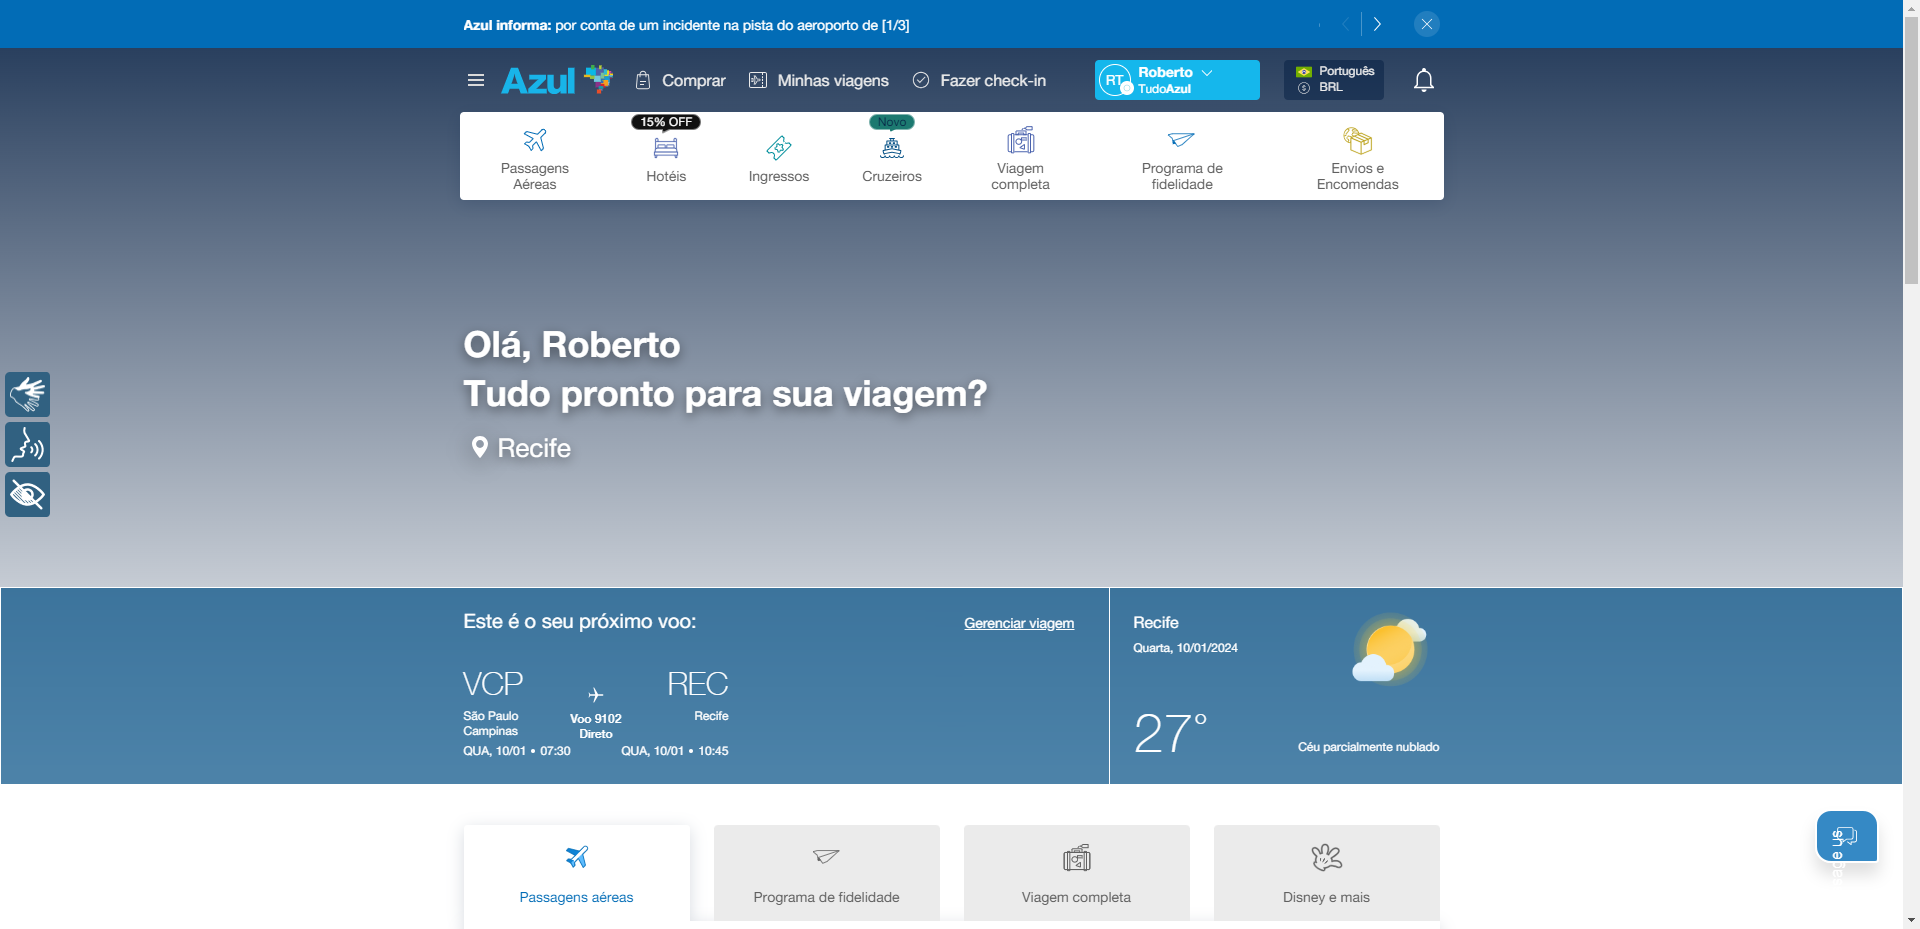 Azul informa: por conta de um incidente na pista do aeroporto de [1/3]
Azul
Comprar
Minhas viagens
Fazer check-in
RT
Roberto
TudoAzul
Português
BRL
15% OFF
Novo
Passagens
Aéreas
Hotéis
Ingressos
Cruzeiros
Viagem
completa
Programa de
fidelidade
Envios e
Encomendas
Olá, Roberto
Tudo pronto para sua viagem?
Recife
Este é o seu próximo voo:
Gerenciar viagem
VCP
REC
São Paulo
Campinas
Voo 9102
Direto
Recife
QUA, 10/01 • 07:30
QUA, 10/01 • 10:45
Recife
Quarta, 10/01/2024
27°
Céu parcialmente nublado
Passagens aéreas
Programa de fidelidade
Viagem completa
Disney e mais